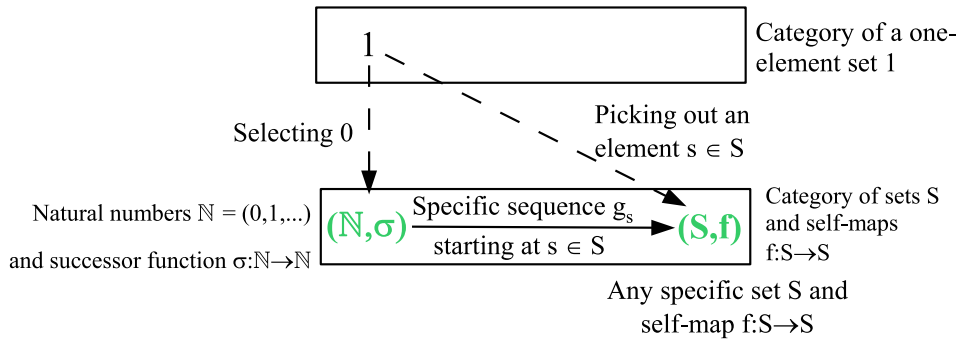 1
Category of a one-
element set 1
Selecting 0
Picking out an
element s ∈ S
Natural numbers ℕ = (0,1,...)
and successor function σ:ℕ→ℕ
(ℕ,σ)
Specific sequence gₛ
starting at s ∈ S
(S,f)
Category of sets S
and self-maps
f:S→S
Any specific set S and
self-map f:S→S